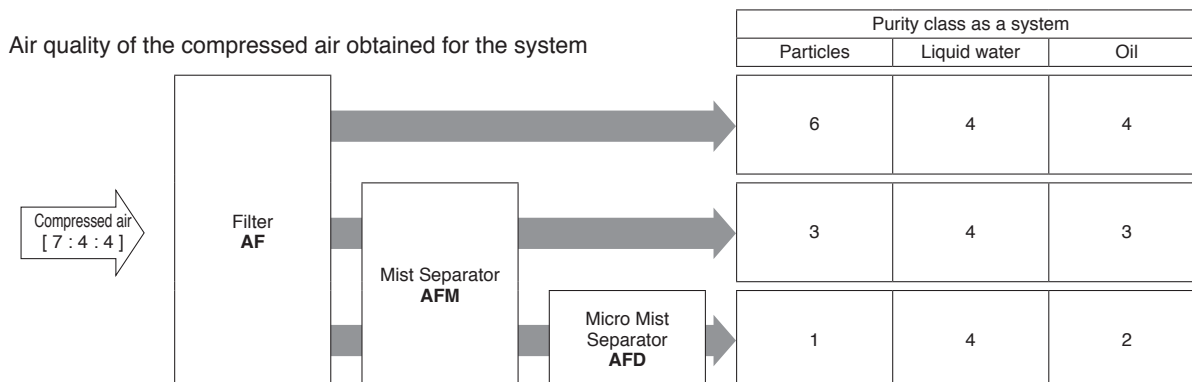 Air quality of the compressed air obtained for the system
Purity class as a system
Particles Liquid water Oil
6 4 4
Compressed air
[ 7 : 4 : 4 ]
Filter
AF
3 4 3
Mist Separator
AFM
Micro Mist
Separator
AFD
1 4 2